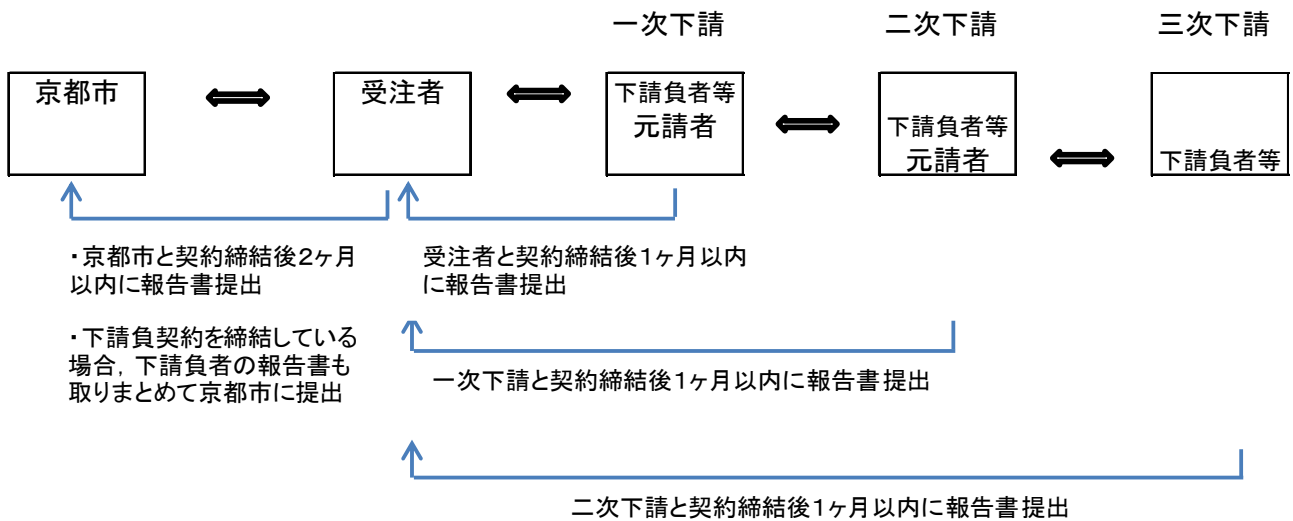 一次下請
二次下請
三次下請
京都市
受注者
下請負者等
元請者
下請負者等
元請者
下請負者等
・京都市と契約締結後2ヶ月
以内に報告書提出
受注者と契約締結後1ヶ月以内
に報告書提出
・下請負契約を締結している
場合，下請負者の報告書も
取りまとめて京都市に提出
一次下請と契約締結後1ヶ月以内に報告書提出
二次下請と契約締結後1ヶ月以内に報告書提出